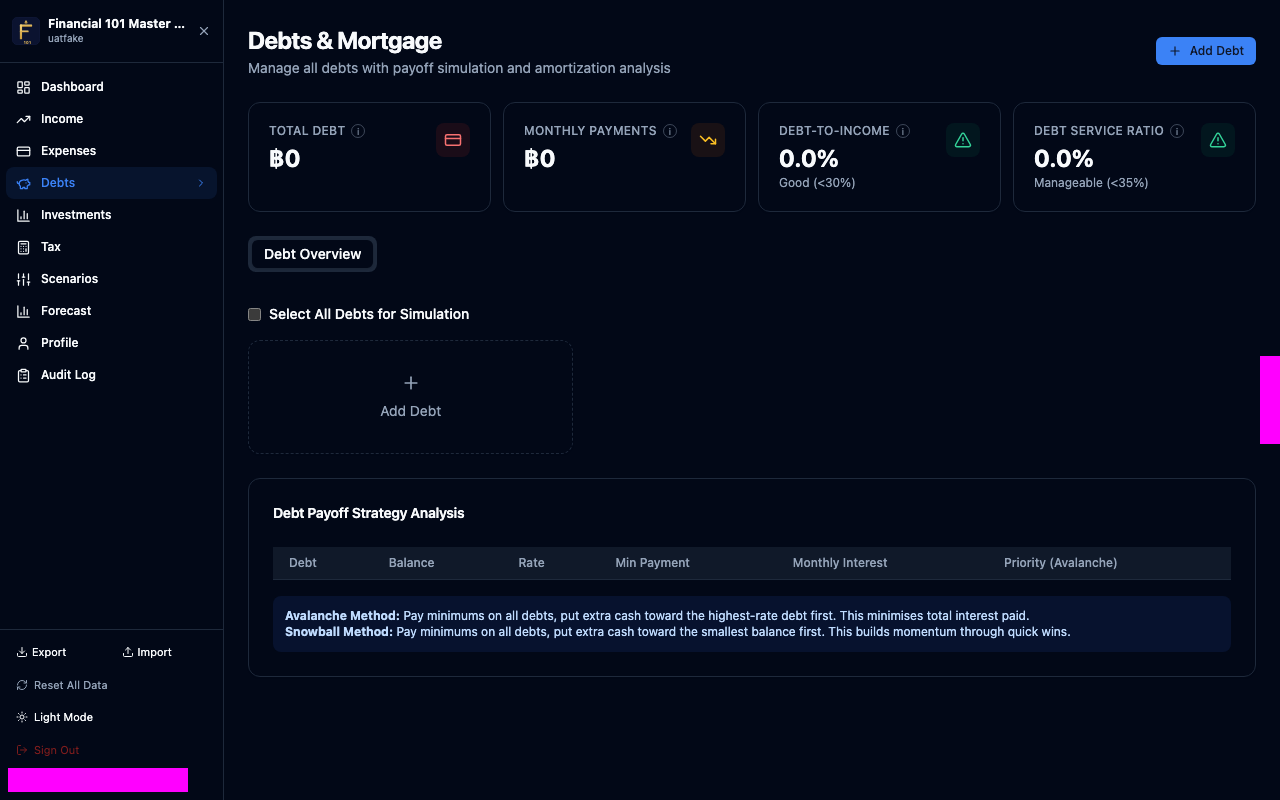 Financial 101 Master ...
uatfake
Dashboard
Income
Expenses
Debts
Investments
Tax
Scenarios
Forecast
Profile
Audit Log
Export
Import
Reset All Data
Light Mode
Sign Out
Debts & Mortgage
Manage all debts with payoff simulation and amortization analysis
Add Debt
TOTAL DEBT
฿0
MONTHLY PAYMENTS
฿0
DEBT-TO-INCOME
0.0%
Good (<30%)
DEBT SERVICE RATIO
0.0%
Manageable (<35%)
Debt Overview
Select All Debts for Simulation
Add Debt
Debt Payoff Strategy Analysis
Debt Balance Rate Min Payment Monthly Interest Priority (Avalanche)
Avalanche Method: Pay minimums on all debts, put extra cash toward the highest-rate debt first. This minimises total interest paid.
Snowball Method: Pay minimums on all debts, put extra cash toward the smallest balance first. This builds momentum through quick wins.